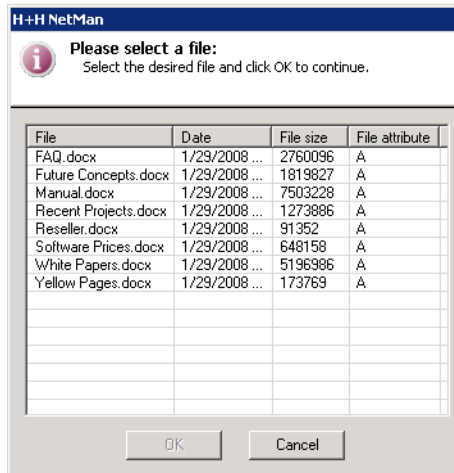 H+H NetMan
Please select a file:
Select the desired file and click OK to continue.
File Date File size File attribute
FAQ.docx 1/29/2008 ... 2760096 A
Future Concepts.docx 1/29/2008 ... 1819827 A
Manual.docx 1/29/2008 ... 7503228 A
Recent Projects.docx 1/29/2008 ... 1273886 A
Reseller.docx 1/29/2008 ... 91352 A
Software Prices.docx 1/29/2008 ... 648158 A
White Papers.docx 1/29/2008 ... 5196986 A
Yellow Pages.docx 1/29/2008 ... 173769 A
OK Cancel